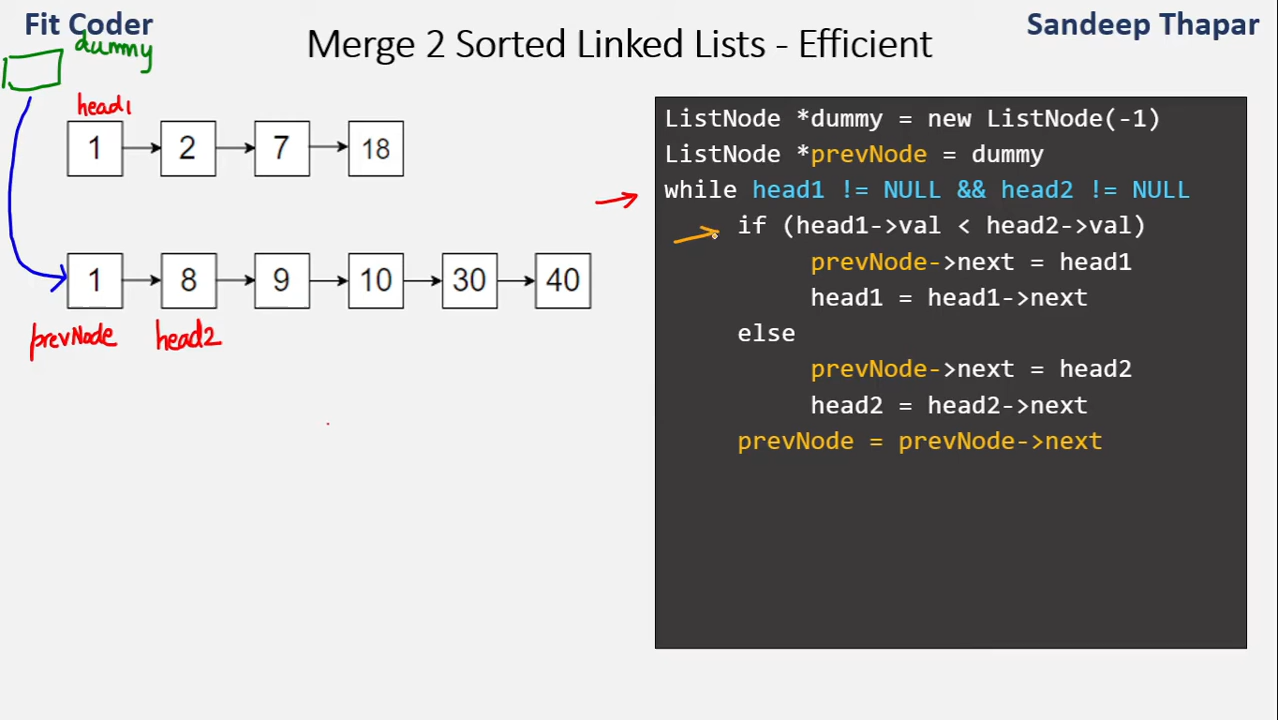 Fit Coder
Merge 2 Sorted Linked Lists - Efficient
Sandeep Thapar
dummy
head1
1 2 7 18
1 8 9 10 30 40
prevNode head2
ListNode *dummy = new ListNode(-1)
ListNode *prevNode = dummy
while head1 != NULL && head2 != NULL
if (head1->val < head2->val)
prevNode->next = head1
head1 = head1->next
else
prevNode->next = head2
head2 = head2->next
prevNode = prevNode->next